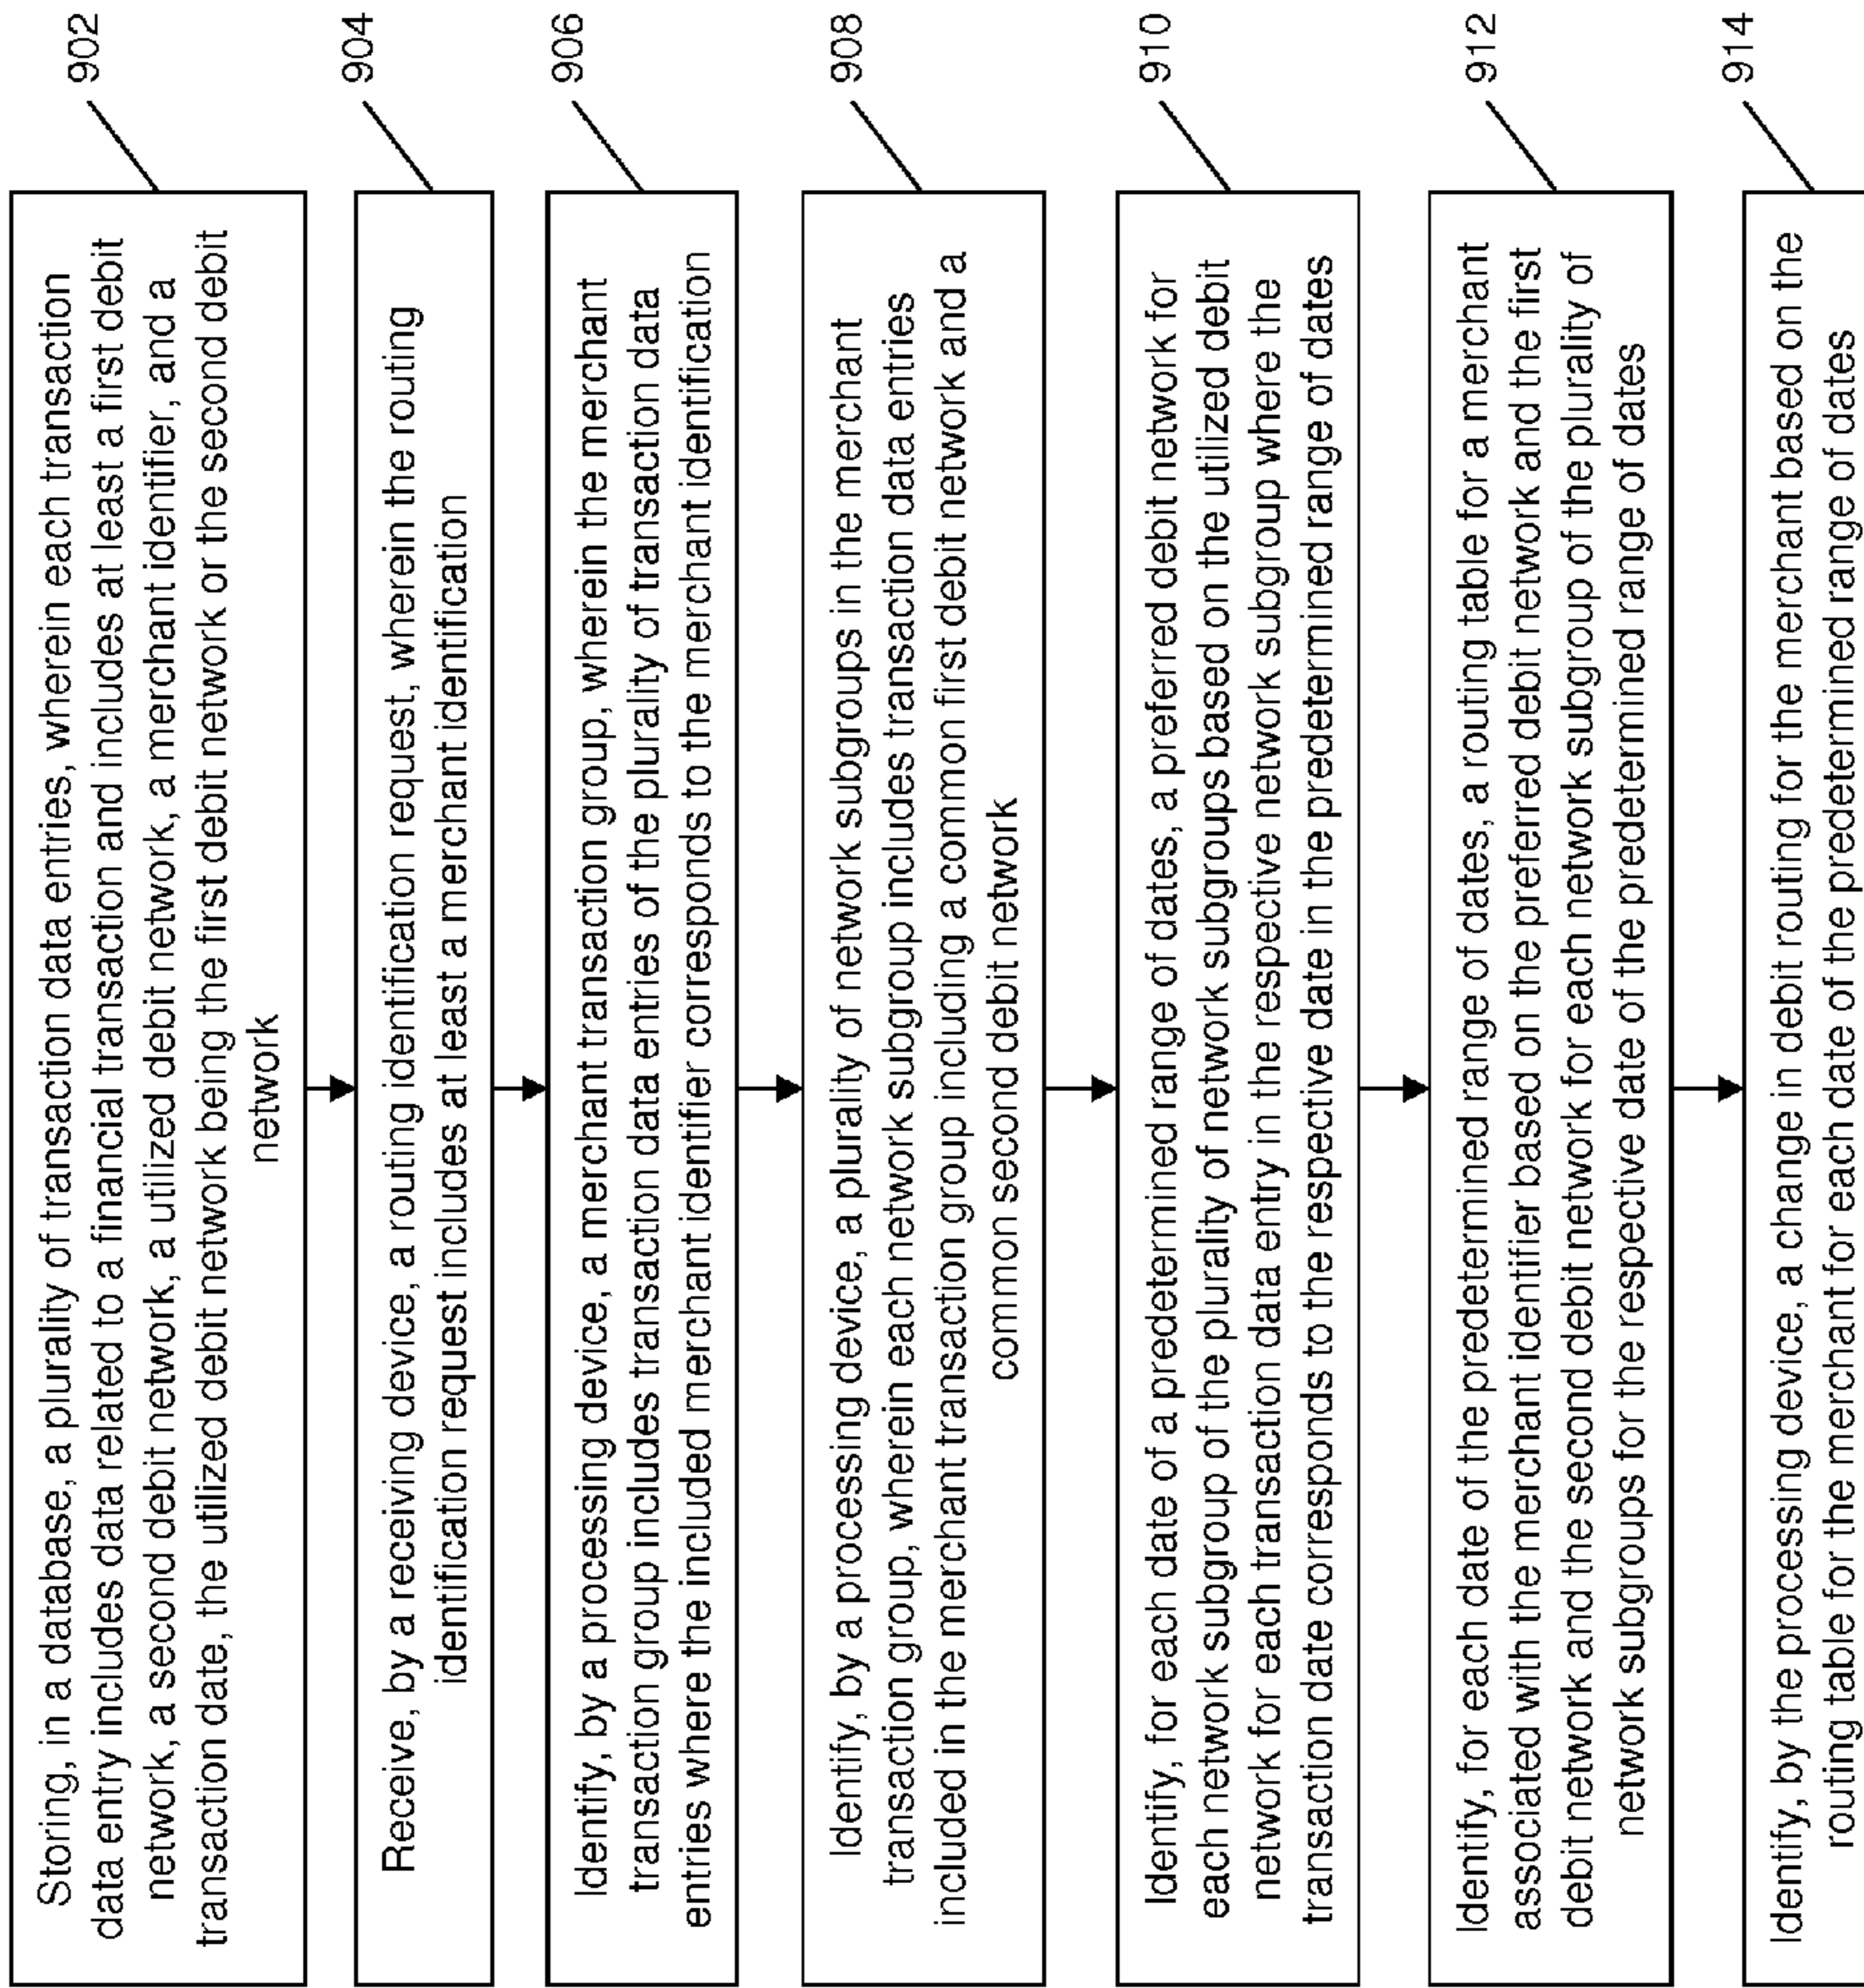 Storing, in a database, a plurality of transaction data entries, wherein each transaction
data entry includes data related to a financial transaction and includes at least a first debit
network, a second debit network, a utilized debit network, a merchant identifier, and a
transaction date, the utilized debit network being the first debit network or the second debit
network
902
Receive, by a receiving device, a routing identification request, wherein the routing
identification request includes at least a merchant identification
904
Identify, by a processing device, a merchant transaction group, wherein the merchant
transaction group includes transaction data entries of the plurality of transaction data
entries where the included merchant identifier corresponds to the merchant identification
906
Identify, by a processing device, a plurality of network subgroups in the merchant
transaction group, wherein each network subgroup includes transaction data entries
included in the merchant transaction group including a common first debit network and a
common second debit network
908
Identify, for each date of a predetermined range of dates, a preferred debit network for
each network subgroup of the plurality of network subgroups based on the utilized debit
network for each transaction data entry in the respective network subgroup where the
transaction date corresponds to the respective date in the predetermined range of dates
910
Identify, for each date of the predetermined range of dates, a routing table for a merchant
associated with the merchant identifier based on the preferred debit network and the first
debit network and the second debit network for each network subgroup of the plurality of
network subgroups for the respective date of the predetermined range of dates
912
Identify, by the processing device, a change in debit routing for the merchant based on the
routing table for the merchant for each date of the predetermined range of dates
914